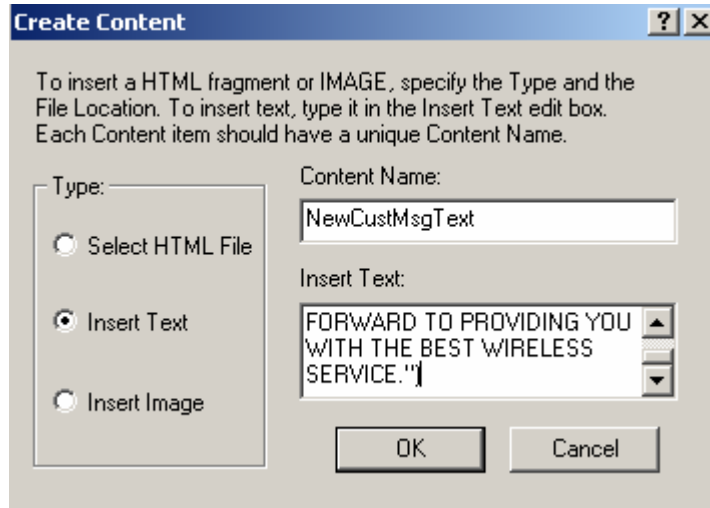 Create Content
To insert a HTML fragment or IMAGE, specify the Type and the
File Location. To insert text, type it in the Insert Text edit box.
Each Content item should have a unique Content Name.
Type:
Select HTML File
Insert Text
Insert Image
Content Name:
NewCustMsgText
Insert Text:
FORWARD TO PROVIDING YOU
WITH THE BEST WIRELESS
SERVICE.")
OK
Cancel